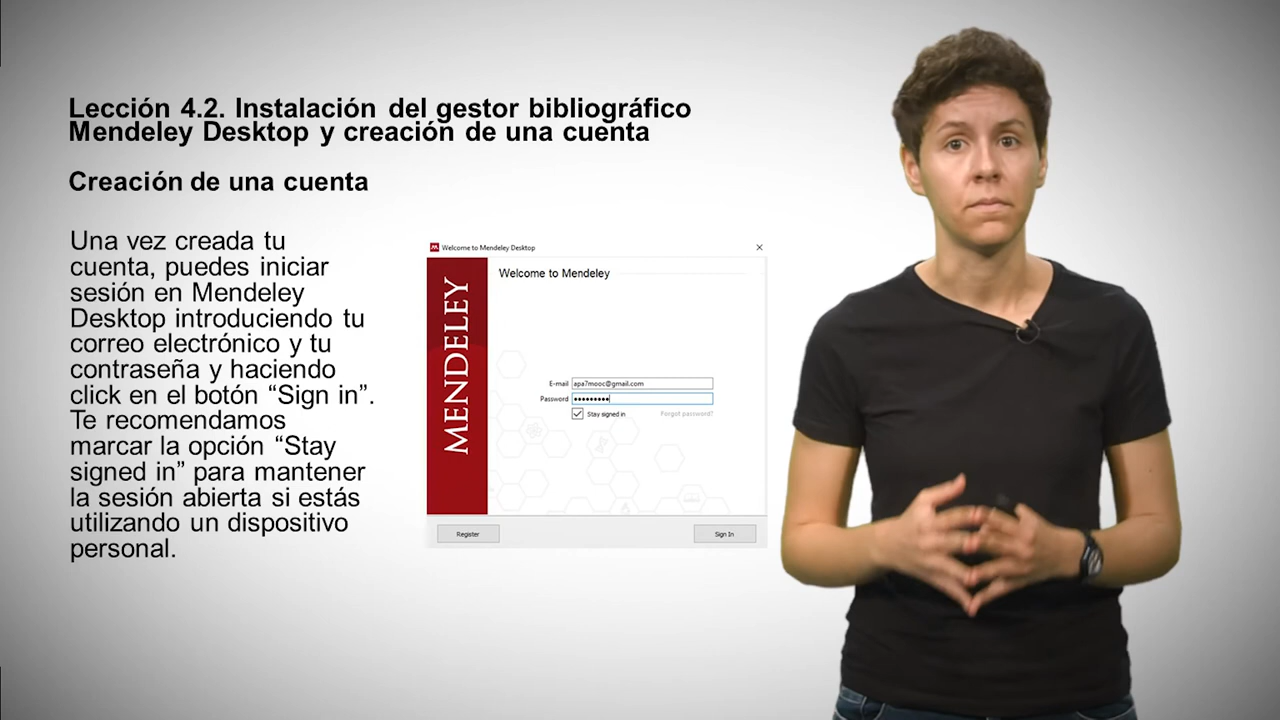 Lección 4.2. Instalación del gestor bibliográfico
Mendeley Desktop y creación de una cuenta
Creación de una cuenta
Una vez creada tu
cuenta, puedes iniciar
sesión en Mendeley
Desktop introduciendo tu
correo electrónico y tu
contraseña y haciendo
click en el botón “Sign in”.
Te recomendamos
marcar la opción “Stay
signed in” para mantener
la sesión abierta si estás
utilizando un dispositivo
personal.
Welcome to Mendeley Desktop
MENDELEY
Welcome to Mendeley
E-mail apa7mooc@gmail.com
Password
Stay signed in Forgot password?
Register Sign In